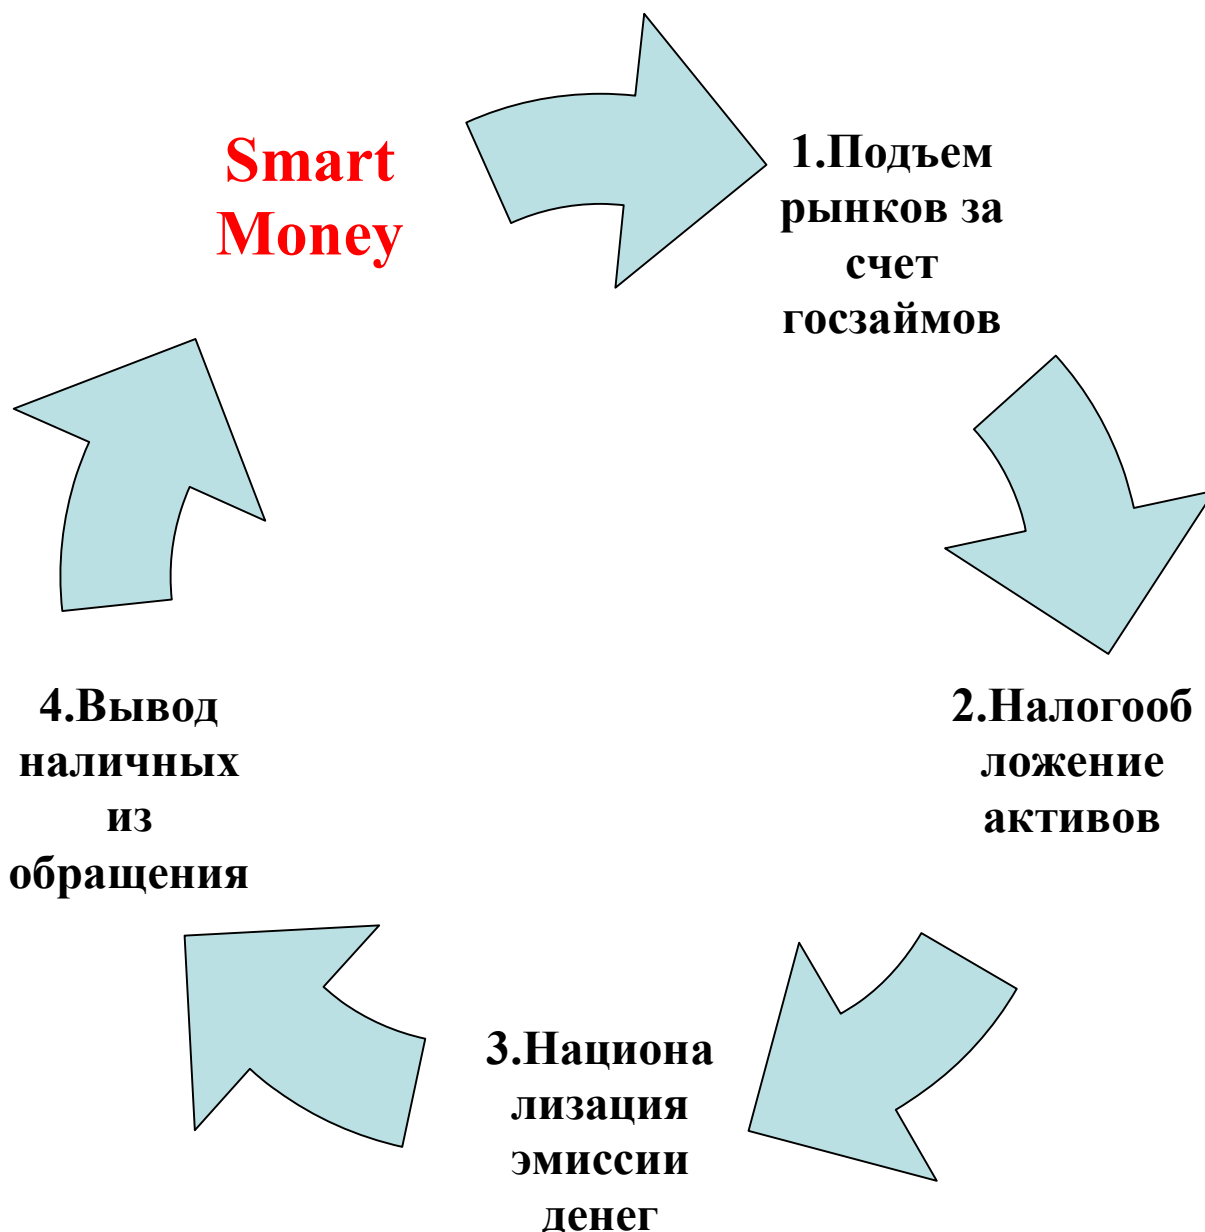 Smart
Money
1.Подъем
рынков за
счет
госзаймов
2.Налогооб
ложение
активов
3.Национа
лизация
эмиссии
денег
4.Вывод
наличных
из
обращения